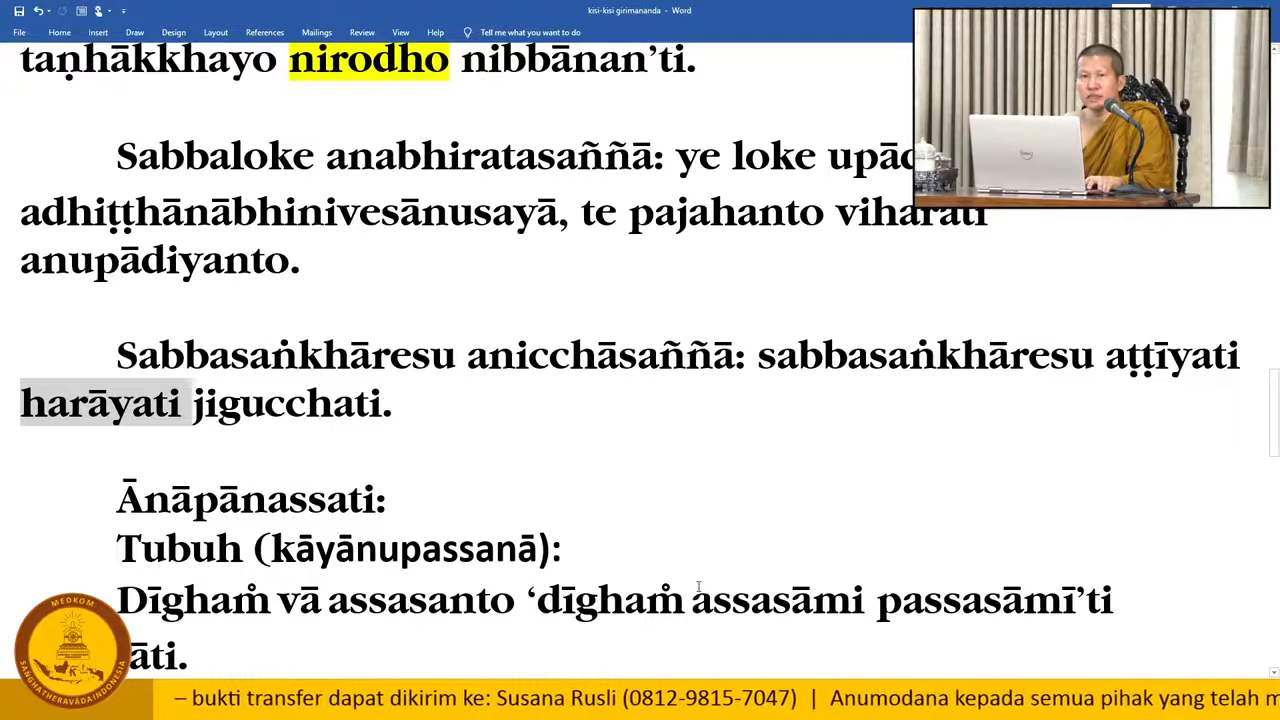 kisi-kisi girimananda - Word
File Home Insert Draw Design Layout References Mailings Review View Help Tell me what you want to do
taṇhākkhayo nirodho nibbānan’ti.
Sabbaloke anabhiratasaññā: ye loke
adhiṭṭhānābhinivesānusayā, te pajahanto viharati
anupādiyanto.
Sabbasaṅkhāresu anicchāsaññā: sabbasaṅkhāresu aṭṭīyati
harāyati jigucchati.
Ānāpānassati:
Tubuh (kāyānupassanā):
Dīghaṁ vā assasanto ‘dīghaṁ assasāmi passasāmī’ti
MEDKOM
SANGHATHERAVĀDAINDONESIA
– bukti transfer dapat dikirim ke: Susana Rusli (0812-9815-7047) | Anumodana kepada semua pihak yang telah